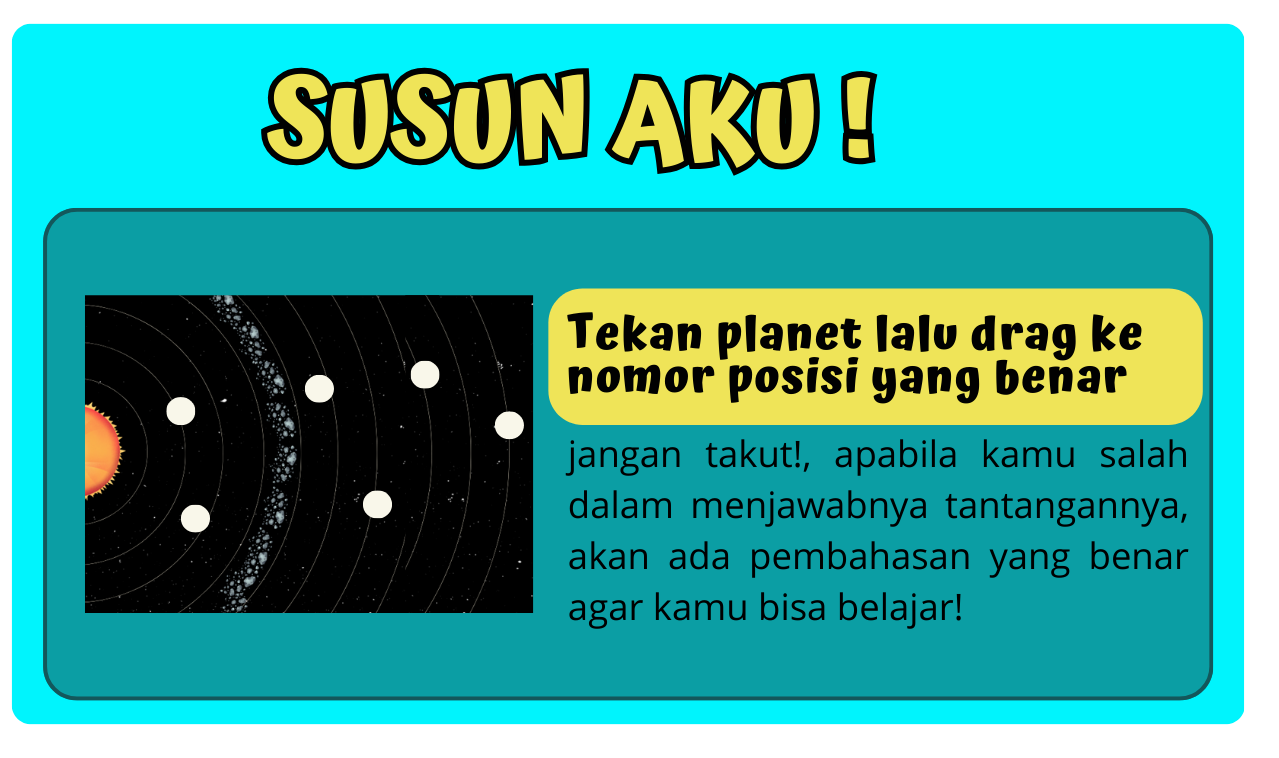 SUSUN AKU !
Tekan planet lalu drag ke
nomor posisi yang benar
jangan takut!, apabila kamu salah
dalam menjawabnya tantangannya,
akan ada pembahasan yang benar
agar kamu bisa belajar!